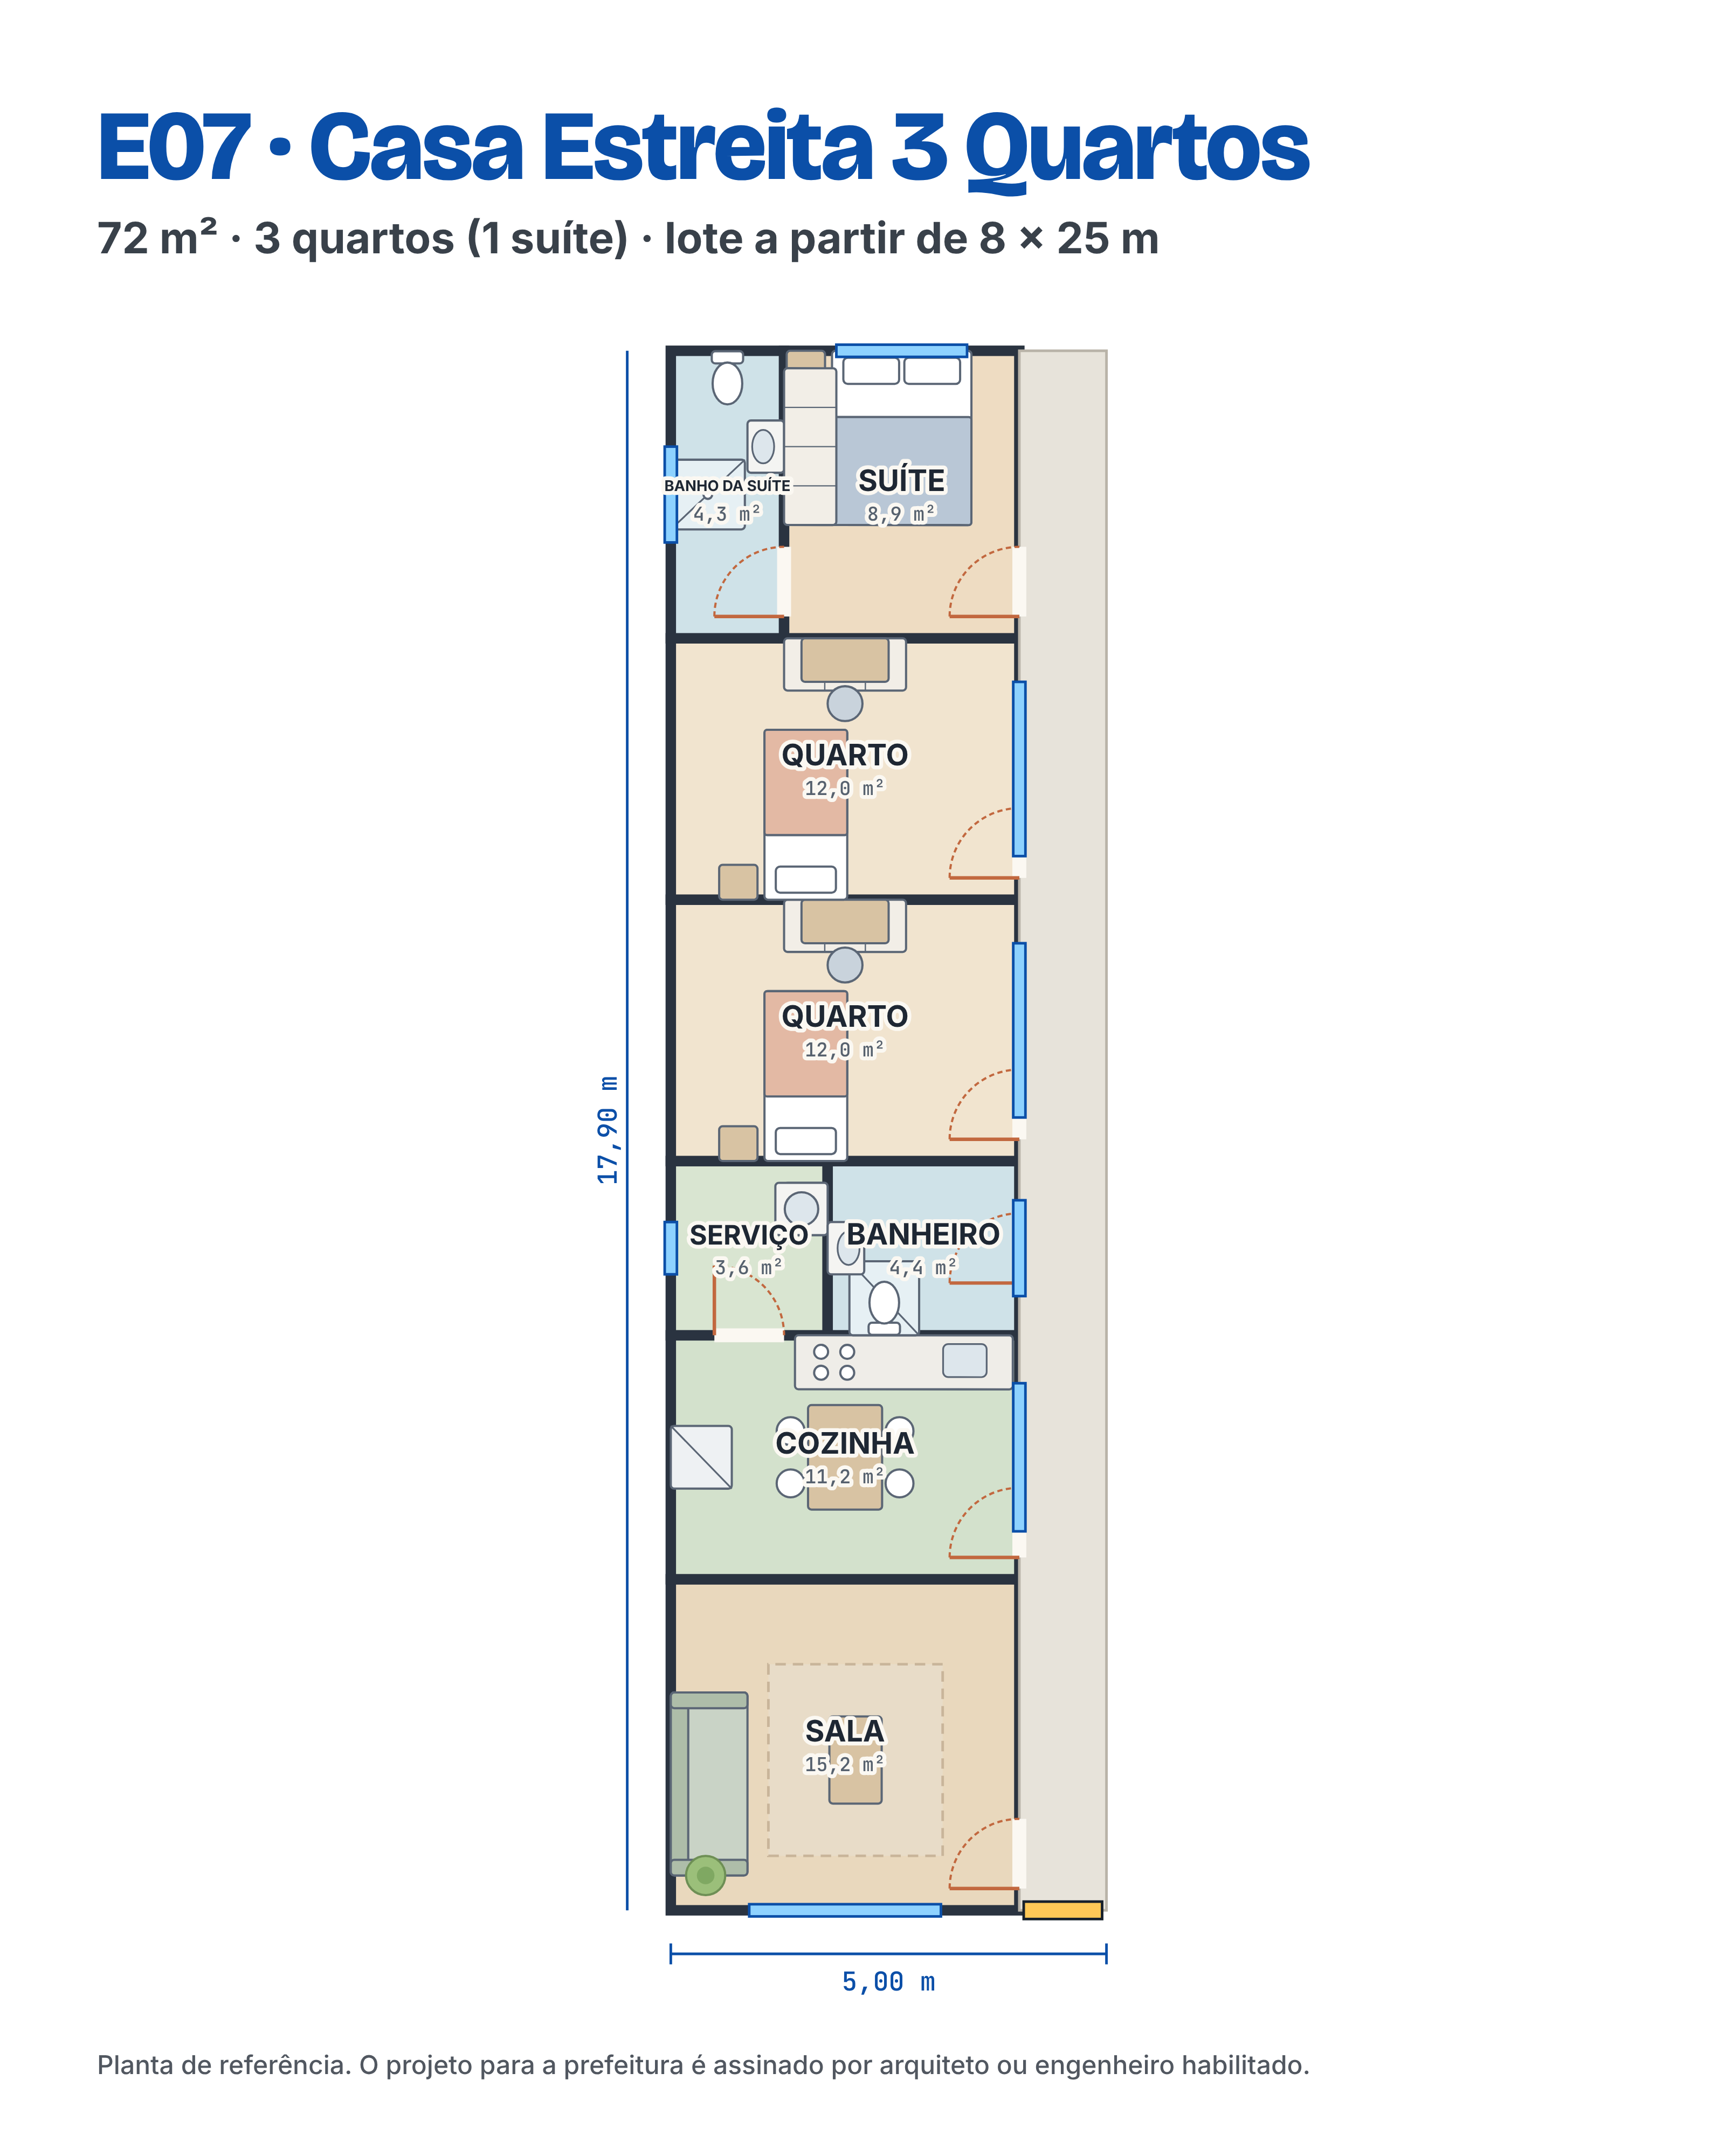 E07 · Casa Estreita 3 Quartos
72 m² · 3 quartos (1 suíte) · lote a partir de 8 × 25 m
BANHO DA SUÍTE
4,3 m²
SUÍTE
8,9 m²
QUARTO
12,0 m²
QUARTO
12,0 m²
17,90 m
SERVIÇO
3,6 m²
BANHEIRO
4,4 m²
COZINHA
11,2 m²
SALA
15,2 m²
5,00 m
Planta de referência. O projeto para a prefeitura é assinado por arquiteto ou engenheiro habilitado.